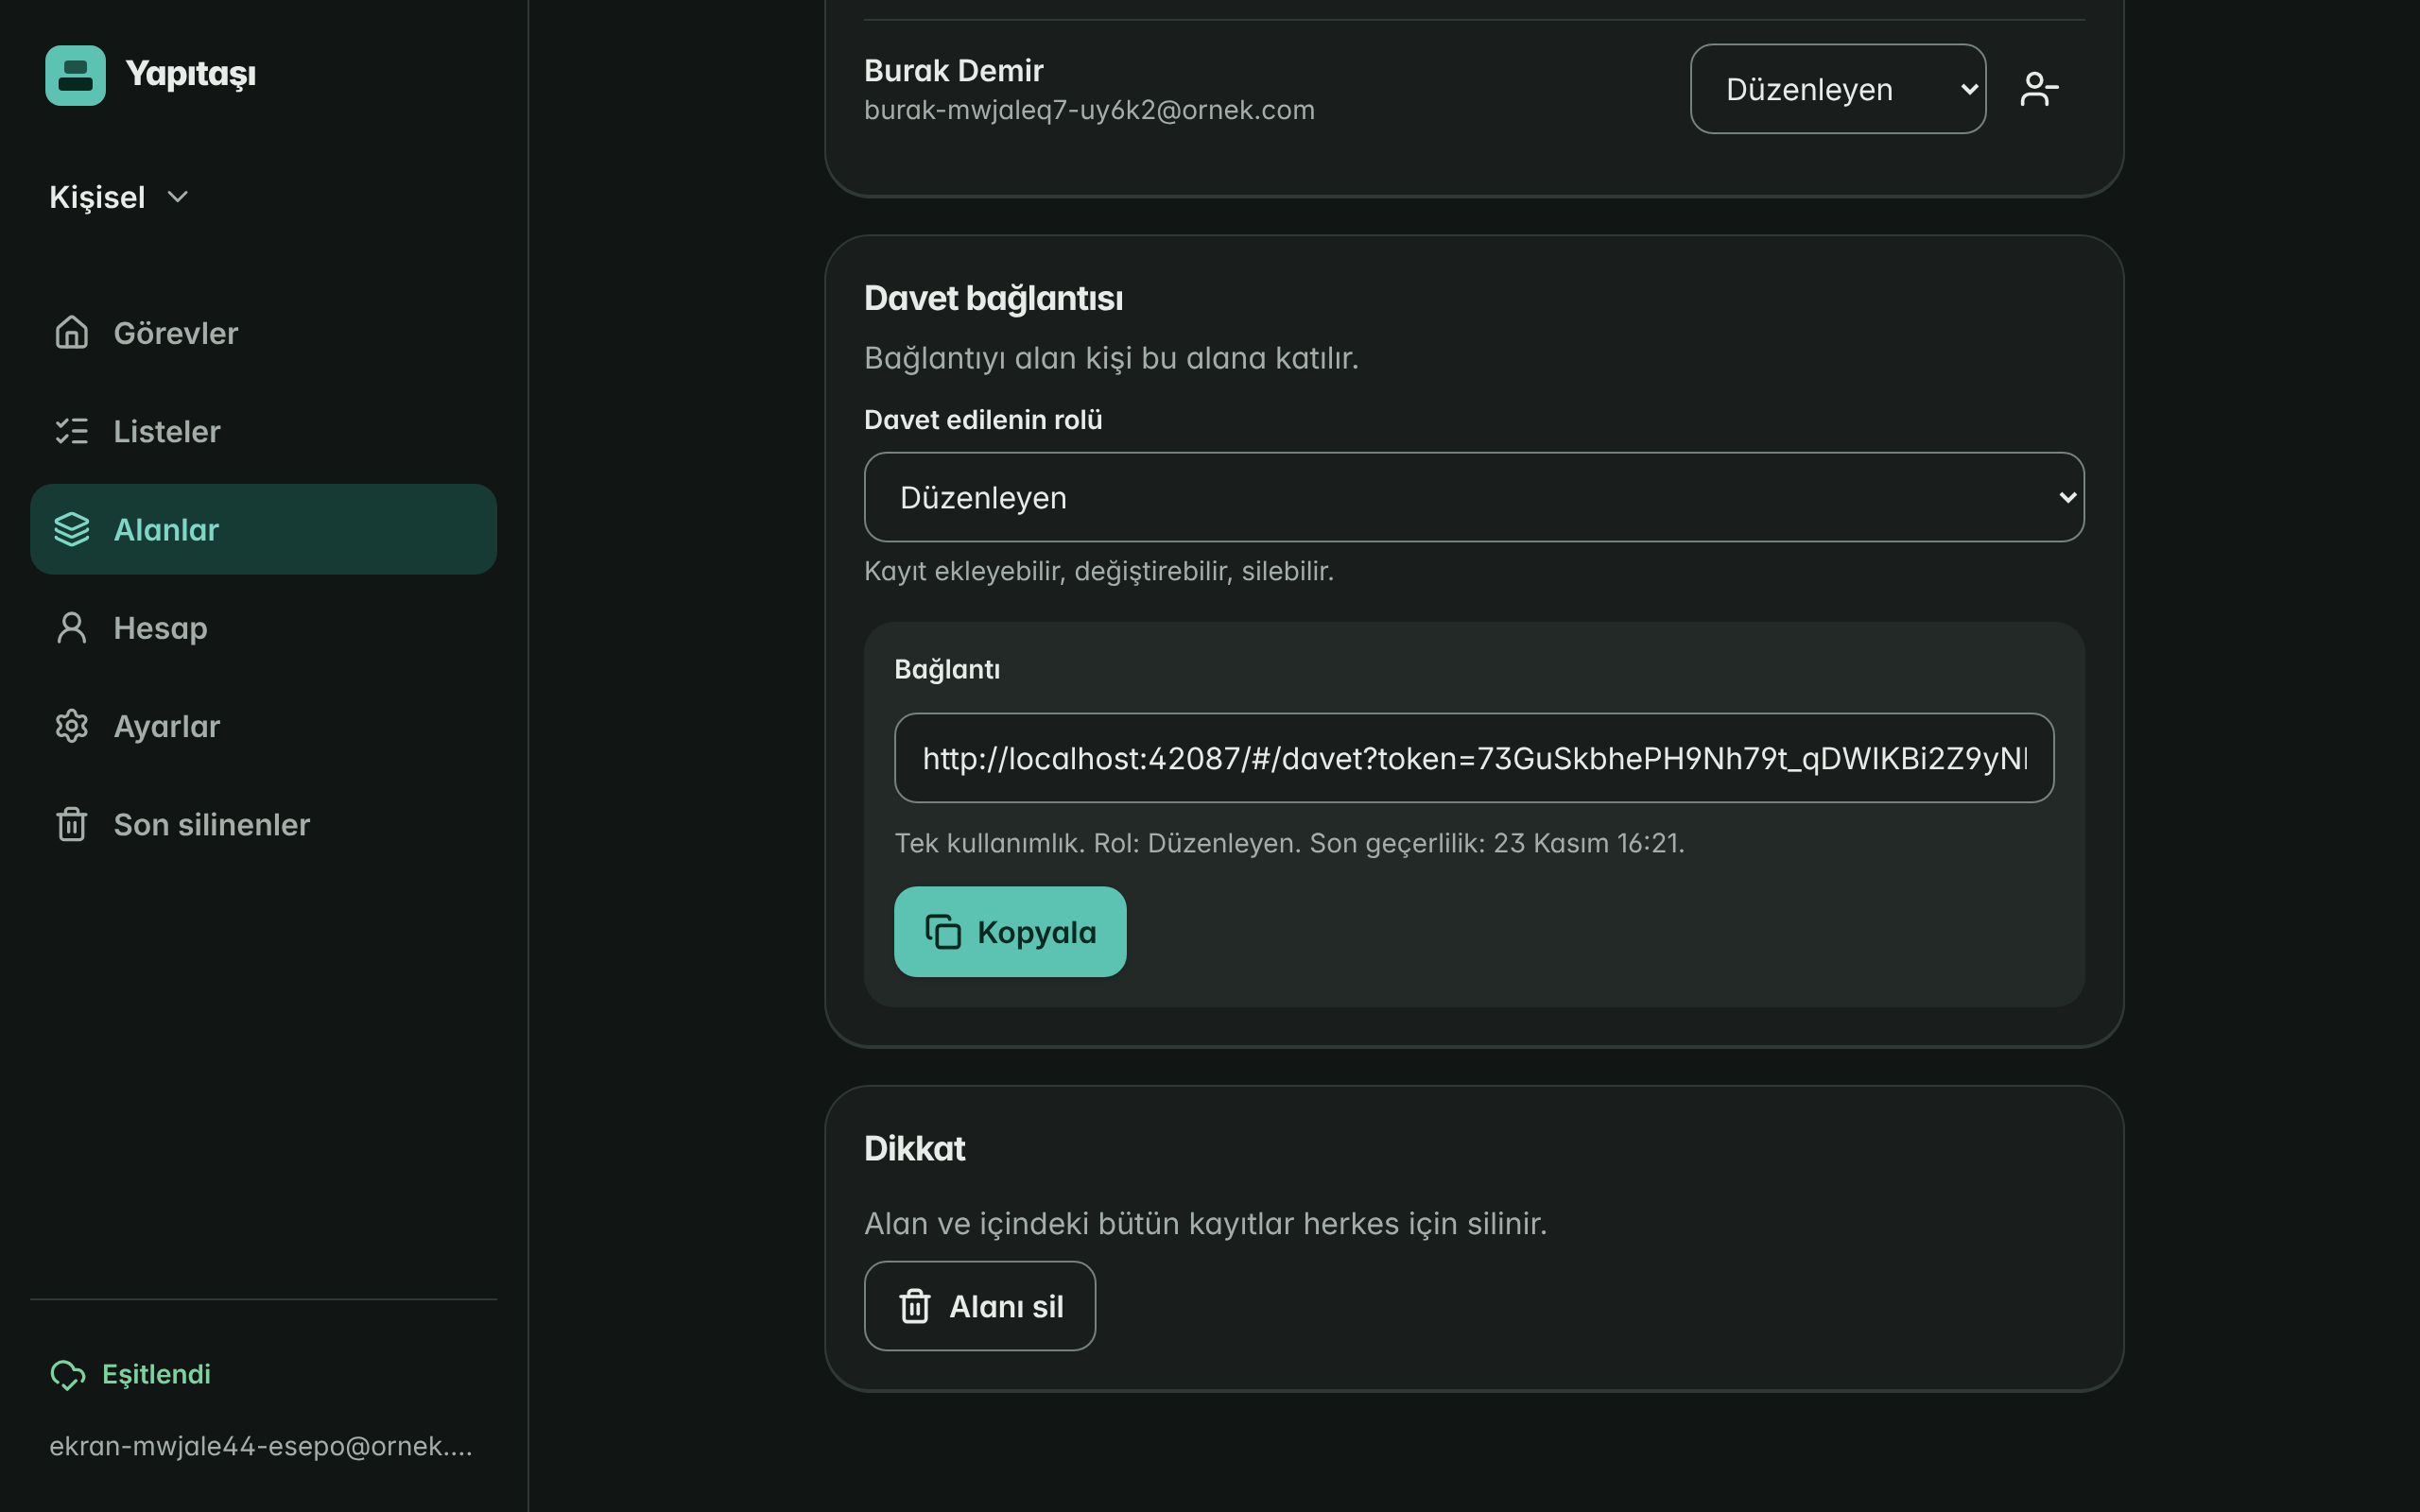 Yapıtaşı
Kişisel
Görevler
Listeler
Alanlar
Hesap
Ayarlar
Son silinenler
Eşitlendi
ekran-mwjale44-esepo@ornek....
Burak Demir
burak-mwjaleq7-uy6k2@ornek.com
Düzenleyen
Davet bağlantısı
Bağlantıyı alan kişi bu alana katılır.
Davet edilenin rolü
Düzenleyen
Kayıt ekleyebilir, değiştirebilir, silebilir.
Bağlantı
http://localhost:42087/#/davet?token=73GuSkbhePH9Nh79t_qDWIKBi2Z9yN
Tek kullanımlık. Rol: Düzenleyen. Son geçerlilik: 23 Kasım 16:21.
Kopyala
Dikkat
Alan ve içindeki bütün kayıtlar herkes için silinir.
Alanı sil